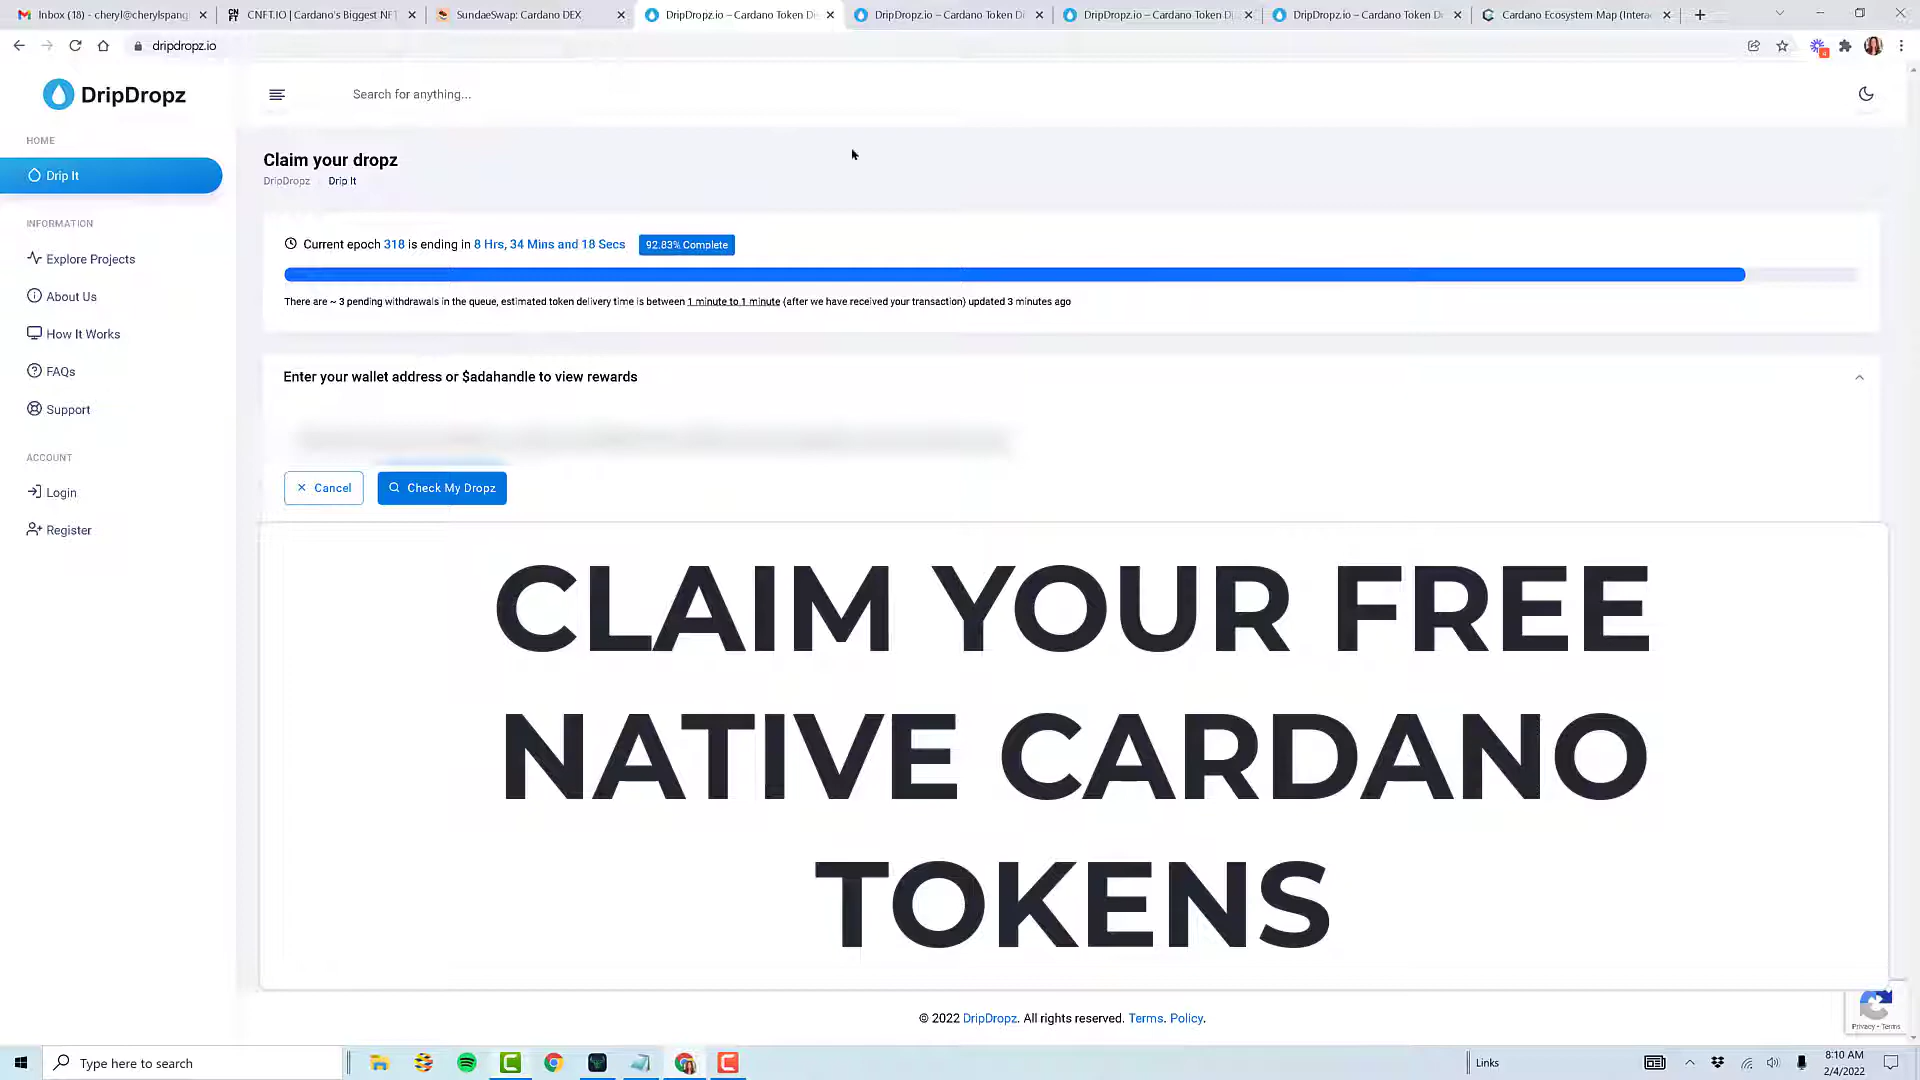 Inbox (18) - cheryl@cherylspang
CNFT.IO | Cardano's Biggest NFT
SundaeSwap: Cardano DEX
DripDropz.io – Cardano Token Di
DripDropz.io – Cardano Token Di
DripDropz.io – Cardano Token Di
DripDropz.io – Cardano Token Di
Cardano Ecosystem Map (Interac
dripdropz.io
DripDropz
Search for anything...
HOME
Drip It
INFORMATION
Explore Projects
About Us
How It Works
FAQs
Support
ACCOUNT
Login
Register
Claim your dropz
DripDropz Drip It
Current epoch 318 is ending in 8 Hrs, 34 Mins and 18 Secs 92.83% Complete
There are ~ 3 pending withdrawals in the queue, estimated token delivery time is between 1 minute to 1 minute (after we have received your transaction) updated 3 minutes ago
Enter your wallet address or $adahandle to view rewards
Cancel Check My Dropz
CLAIM YOUR FREE
NATIVE CARDANO
TOKENS
© 2022 DripDropz. All rights reserved. Terms. Policy.
Privacy - Terms
Type here to search
Links
8:10 AM
2/4/2022